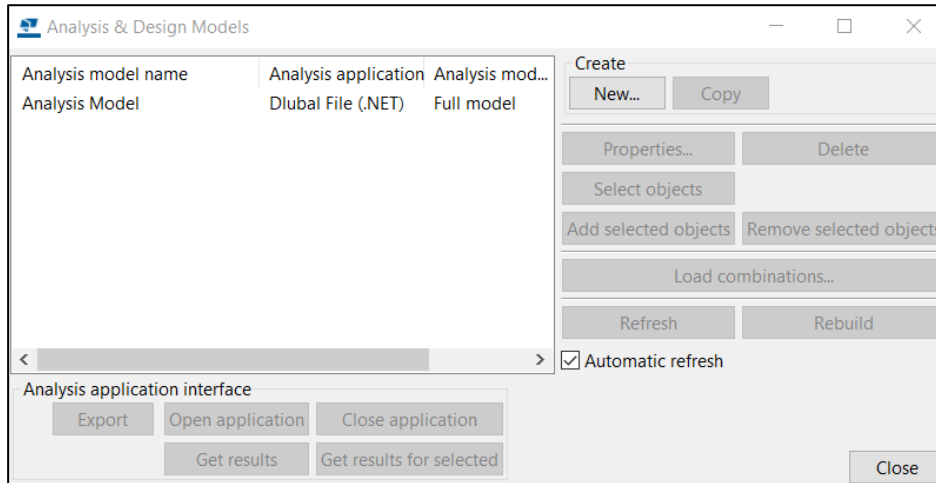 Analysis & Design Models
Analysis model name Analysis application Analysis mod...
Analysis Model Dlubal File (.NET) Full model
Create
New... Copy
Properties... Delete
Select objects
Add selected objects Remove selected objects
Load combinations...
Refresh Rebuild
Automatic refresh
Analysis application interface
Export Open application Close application
Get results Get results for selected
Close